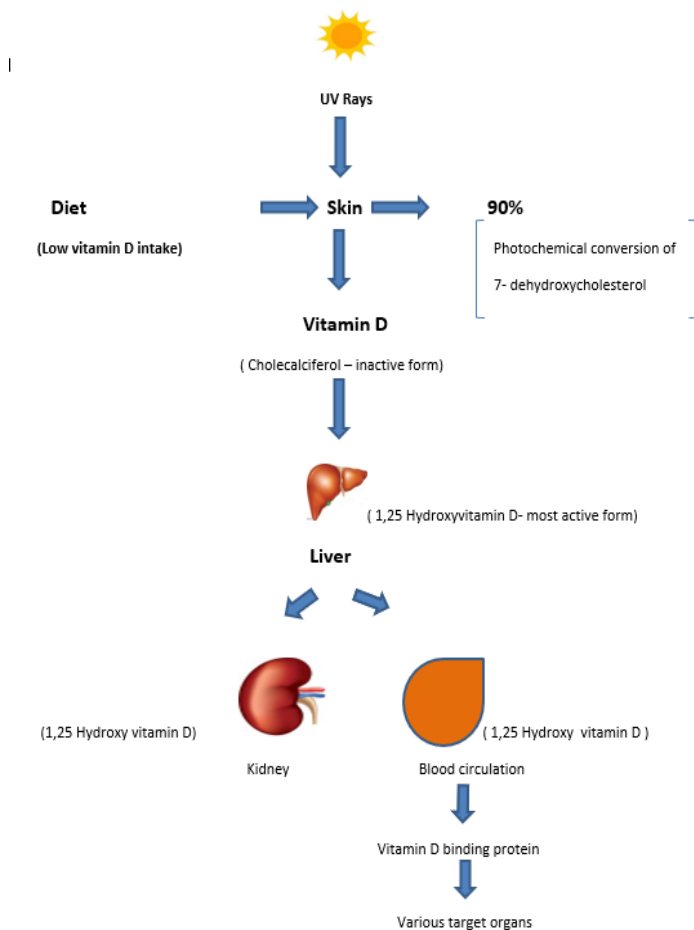 UV Rays
Diet
Skin
90%
(Low vitamin D intake)
Photochemical conversion of
7- dehydroxycholesterol
Vitamin D
( Cholecalciferol – inactive form)
( 1,25 Hydroxyvitamin D- most active form)
Liver
(1,25 Hydroxy vitamin D)
( 1,25 Hydroxy vitamin D )
Kidney
Blood circulation
Vitamin D binding protein
Various target organs